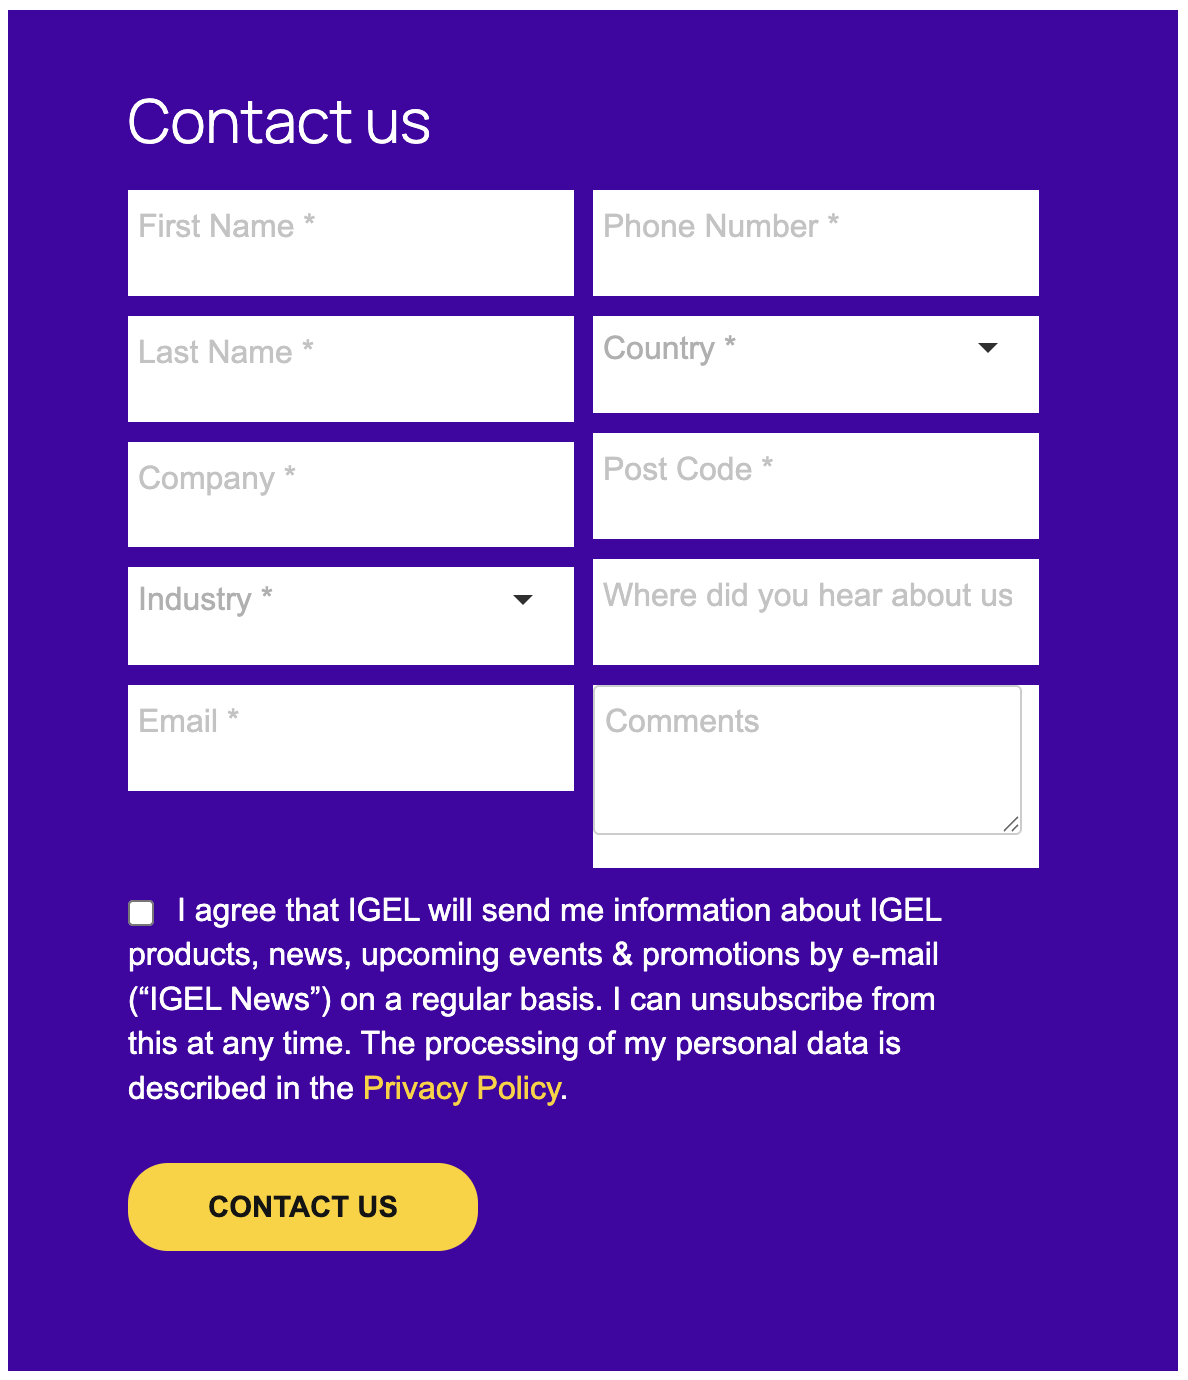 Contact us
First Name *
Last Name *
Company *
Industry *
Email *
Phone Number *
Country *
Post Code *
Where did you hear about us
Comments
I agree that IGEL will send me information about IGEL
products, news, upcoming events & promotions by e-mail
(“IGEL News”) on a regular basis. I can unsubscribe from
this at any time. The processing of my personal data is
described in the Privacy Policy.
CONTACT US